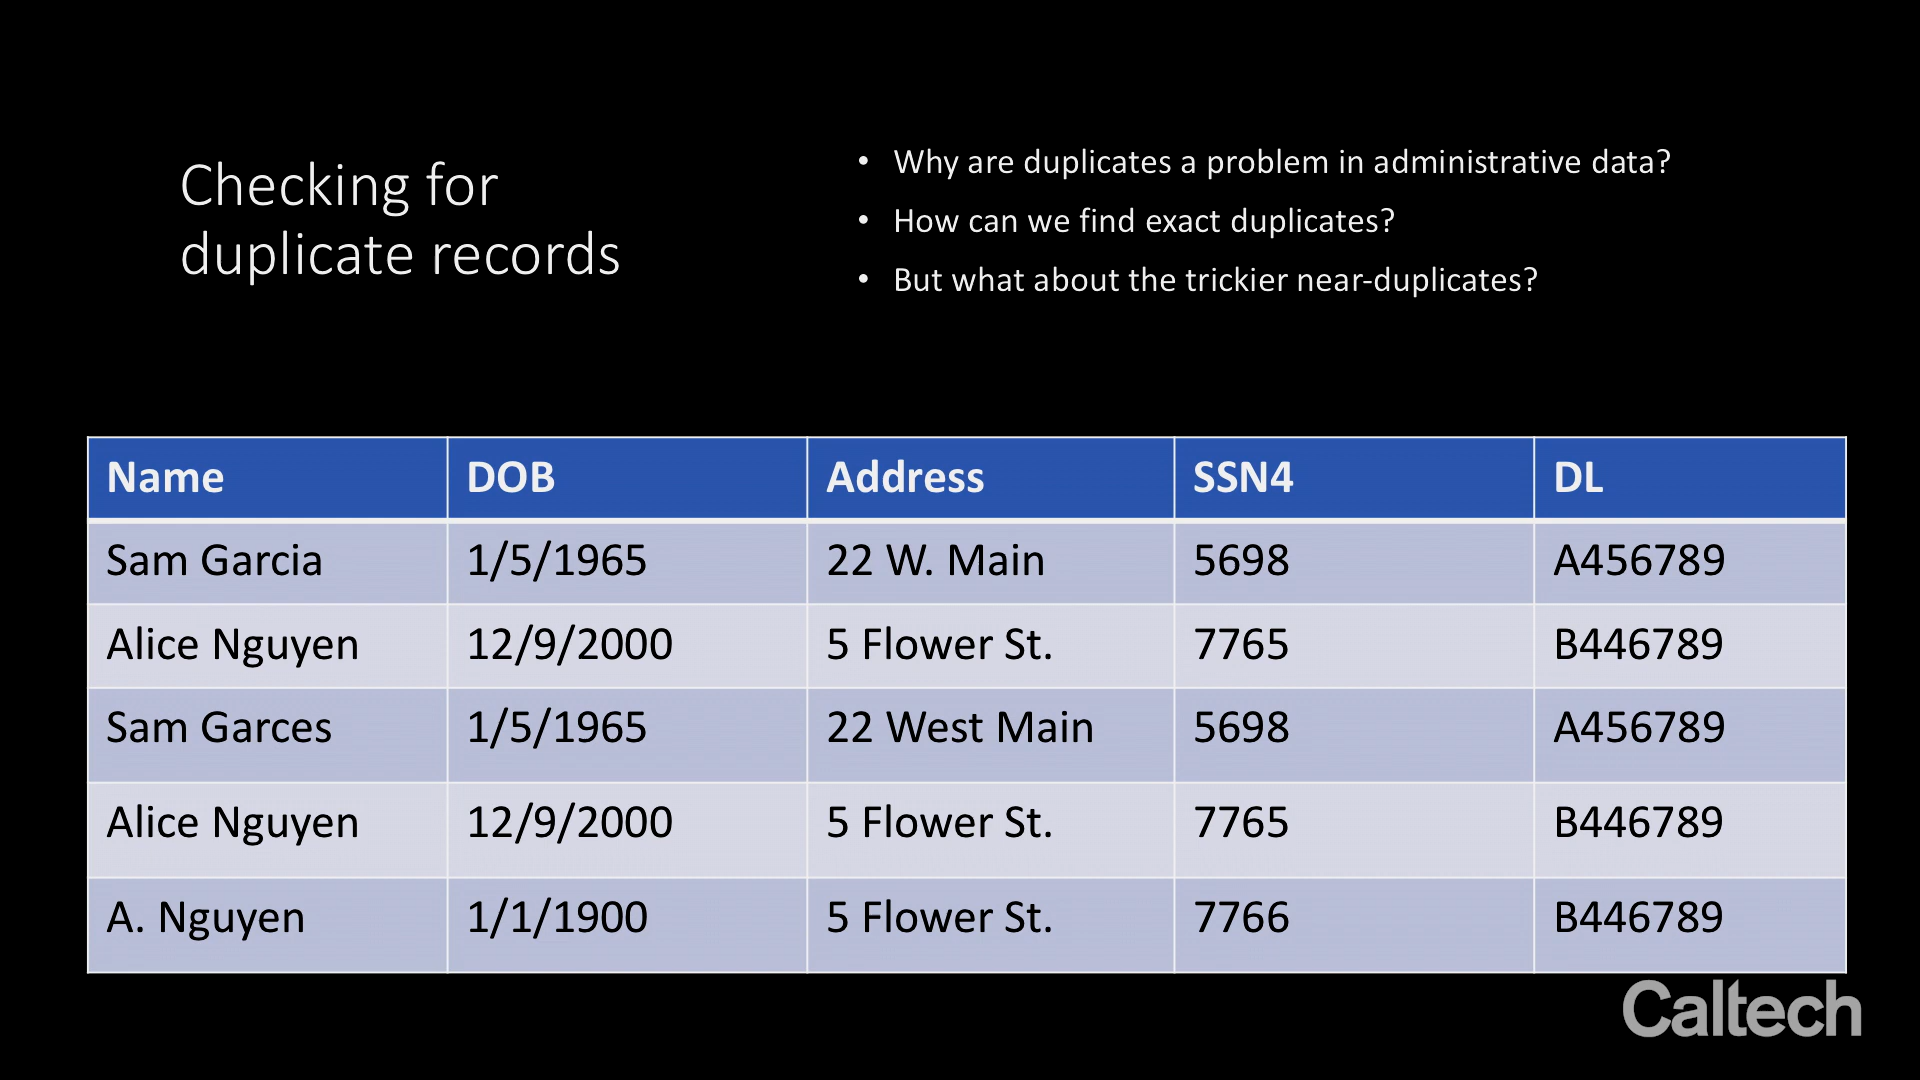 Checking for
duplicate records
• Why are duplicates a problem in administrative data?
• How can we find exact duplicates?
• But what about the trickier near-duplicates?
Name DOB Address SSN4 DL
Sam Garcia 1/5/1965 22 W. Main 5698 A456789
Alice Nguyen 12/9/2000 5 Flower St. 7765 B446789
Sam Garces 1/5/1965 22 West Main 5698 A456789
Alice Nguyen 12/9/2000 5 Flower St. 7765 B446789
A. Nguyen 1/1/1900 5 Flower St. 7766 B446789
Caltech